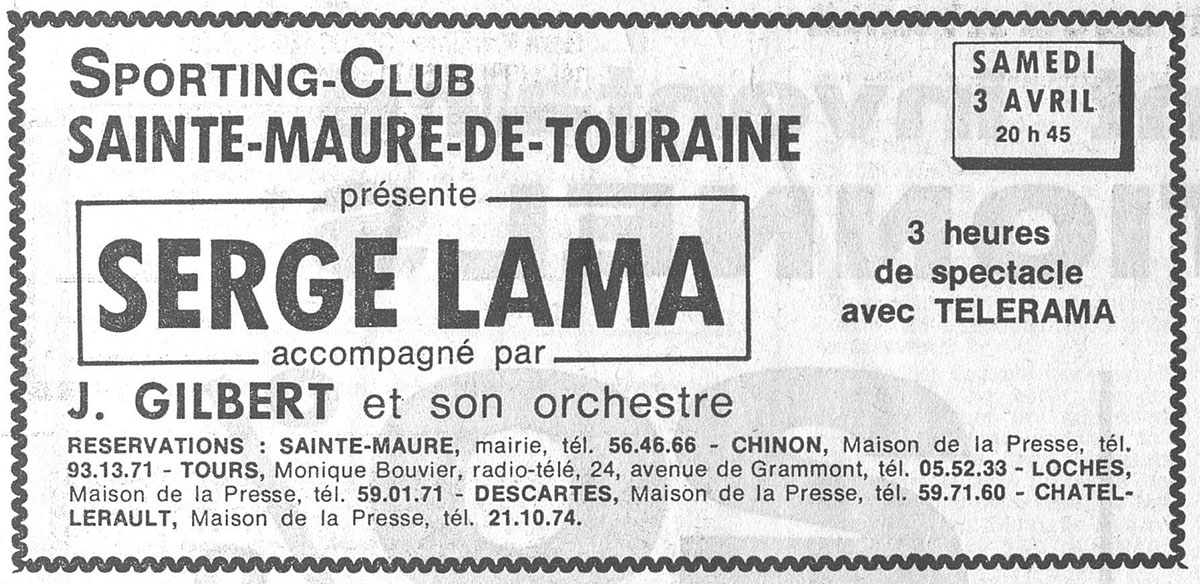 SPORTING-CLUB
SAINTE-MAURE-DE-TOURAINE
SAMEDI
3 AVRIL
20 h 45
présente
SERGE LAMA
accompagné par
J. GILBERT et son orchestre
3 heures
de spectacle
avec TELERAMA
RESERVATIONS : SAINTE-MAURE, mairie, tél. 56.46.66 - CHINON, Maison de la Presse, tél.
93.13.71 - TOURS, Monique Bouvier, radio-télé, 24, avenue de Grammont, tél. 05.52.33 - LOCHES,
Maison de la Presse, tél. 59.01.71 - DESCARTES, Maison de la Presse, tél. 59.71.60 - CHATEL-
LERAULT, Maison de la Presse, tél. 21.10.74.